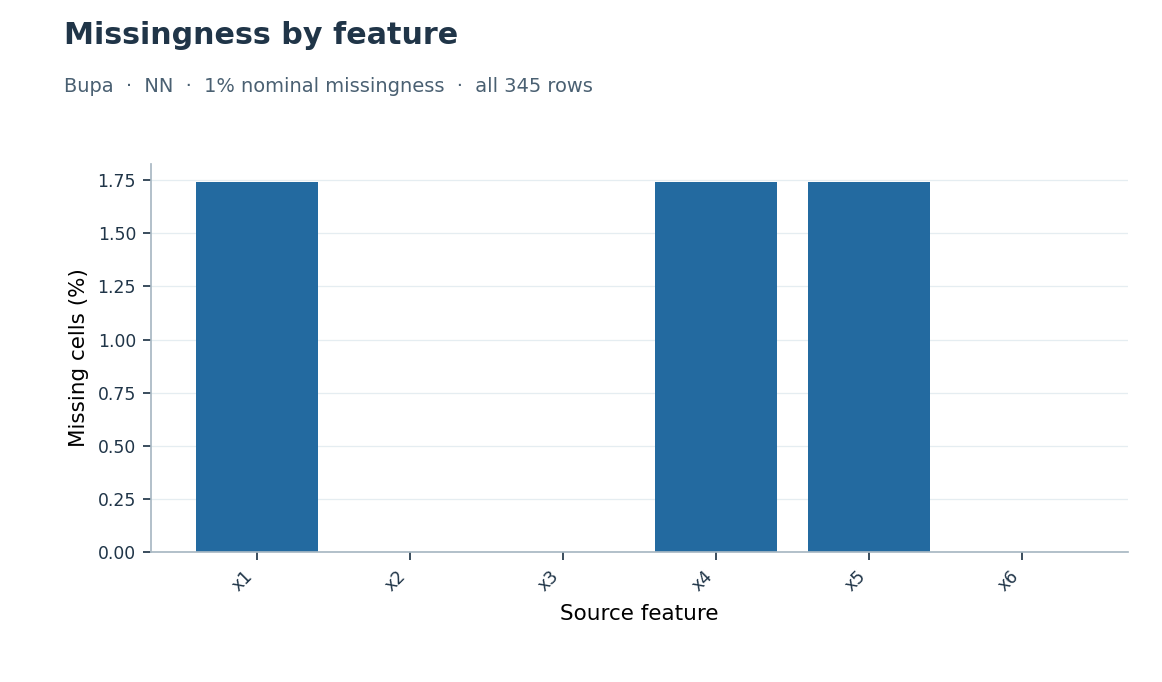 Missingness by feature
Bupa · NN · 1% nominal missingness · all 345 rows
Missing cells (%)
1.75
1.50
1.25
1.00
0.75
0.50
0.25
0.00
x1 x2 x3 x4 x5 x6
Source feature